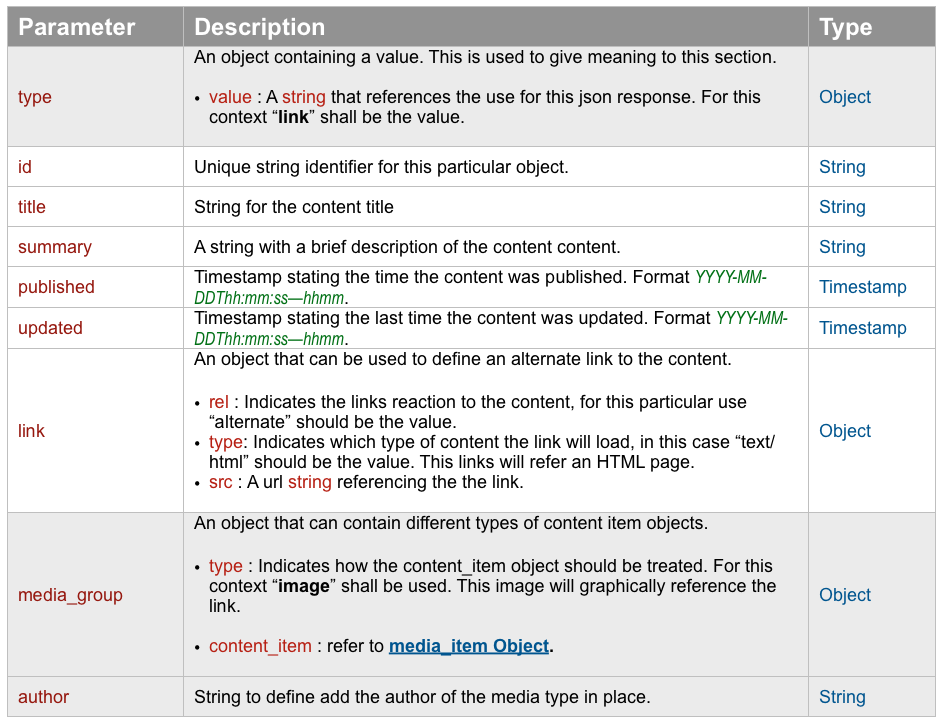 Parameter Description Type
An object containing a value. This is used to give meaning to this section.
type
• value : A string that references the use for this json response. For this
context “link” shall be the value.
Object
id Unique string identifier for this particular object. String
title String for the content title String
summary A string with a brief description of the content content. String
published Timestamp stating the time the content was published. Format YYYY-MM-
DDThh:mm:ss—hhmm. Timestamp
updated Timestamp stating the last time the content was updated. Format YYYY-MM-
DDThh:mm:ss—hhmm. Timestamp
An object that can be used to define an alternate link to the content.
link
• rel : Indicates the links reaction to the content, for this particular use
“alternate” should be the value.
• type: Indicates which type of content the link will load, in this case “text/
html” should be the value. This links will refer an HTML page.
• src : A url string referencing the the link.
Object
An object that can contain different types of content item objects.
media_group
• type : Indicates how the content_item object should be treated. For this
context “image” shall be used. This image will graphically reference the
link.
• content_item : refer to media_item Object.
Object
author String to define add the author of the media type in place. String